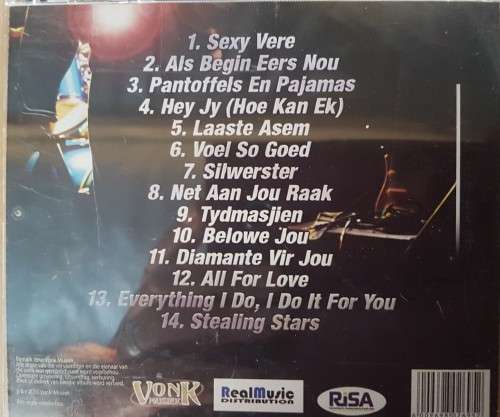 1. Sexy Vere
2. Als Begin Eers Nou
3. Pantoffels En Pajamas
4. Hey Jy (Hoe Kan Ek)
5. Laaste Asem
6. Voel So Goed
7. Silwerster
8. Net Aan Jou Raak
9. Tydmasjien
10. Belowe Jou
11. Diamante Vir Jou
12. All For Love
13. Everything I Do, I Do It For You
14. Stealing Stars
VONK
MUSIEK
RealMusic
DISTRIBUTION
RiSA